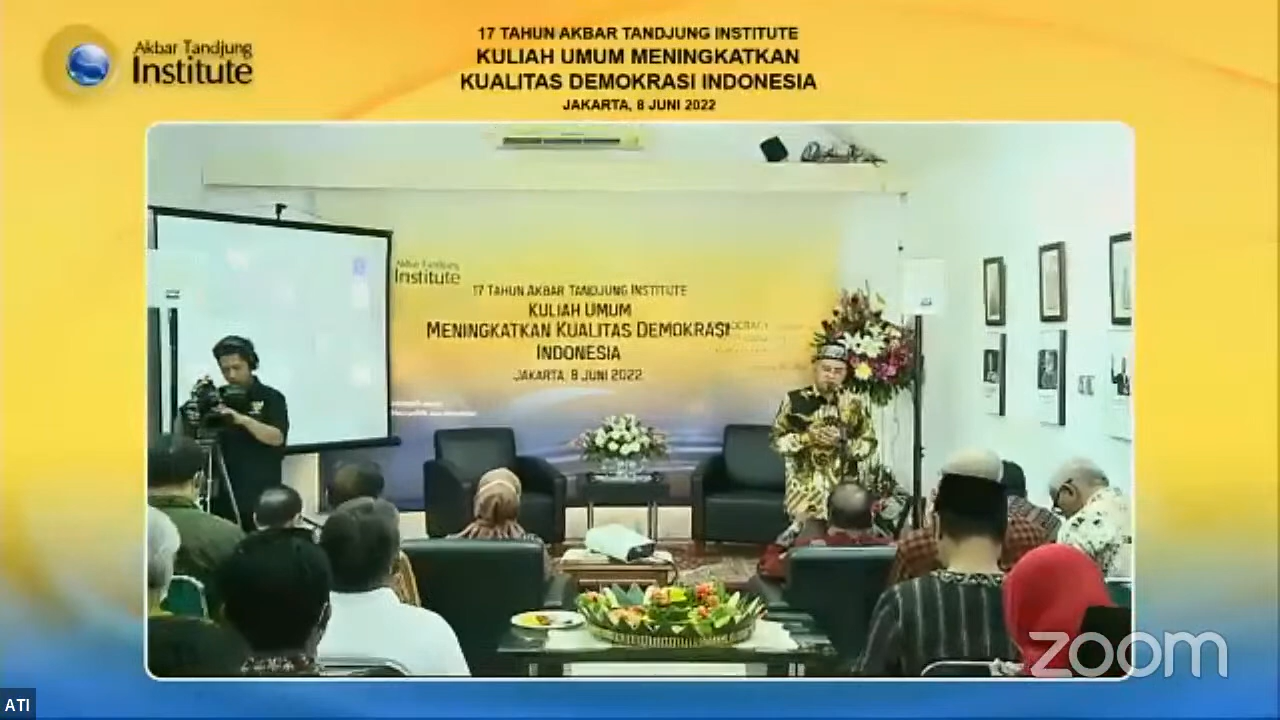 Akbar Tandjung
Institute
17 TAHUN AKBAR TANDJUNG INSTITUTE
KULIAH UMUM MENINGKATKAN
KUALITAS DEMOKRASI INDONESIA
JAKARTA, 8 JUNI 2022
Akbar Tandjung
Institute
17 TAHUN AKBAR TANDJUNG INSTITUTE
KULIAH UMUM
MENINGKATKAN KUALITAS DEMOKRASI
INDONESIA
JAKARTA, 8 JUNI 2022
zoom
ATI